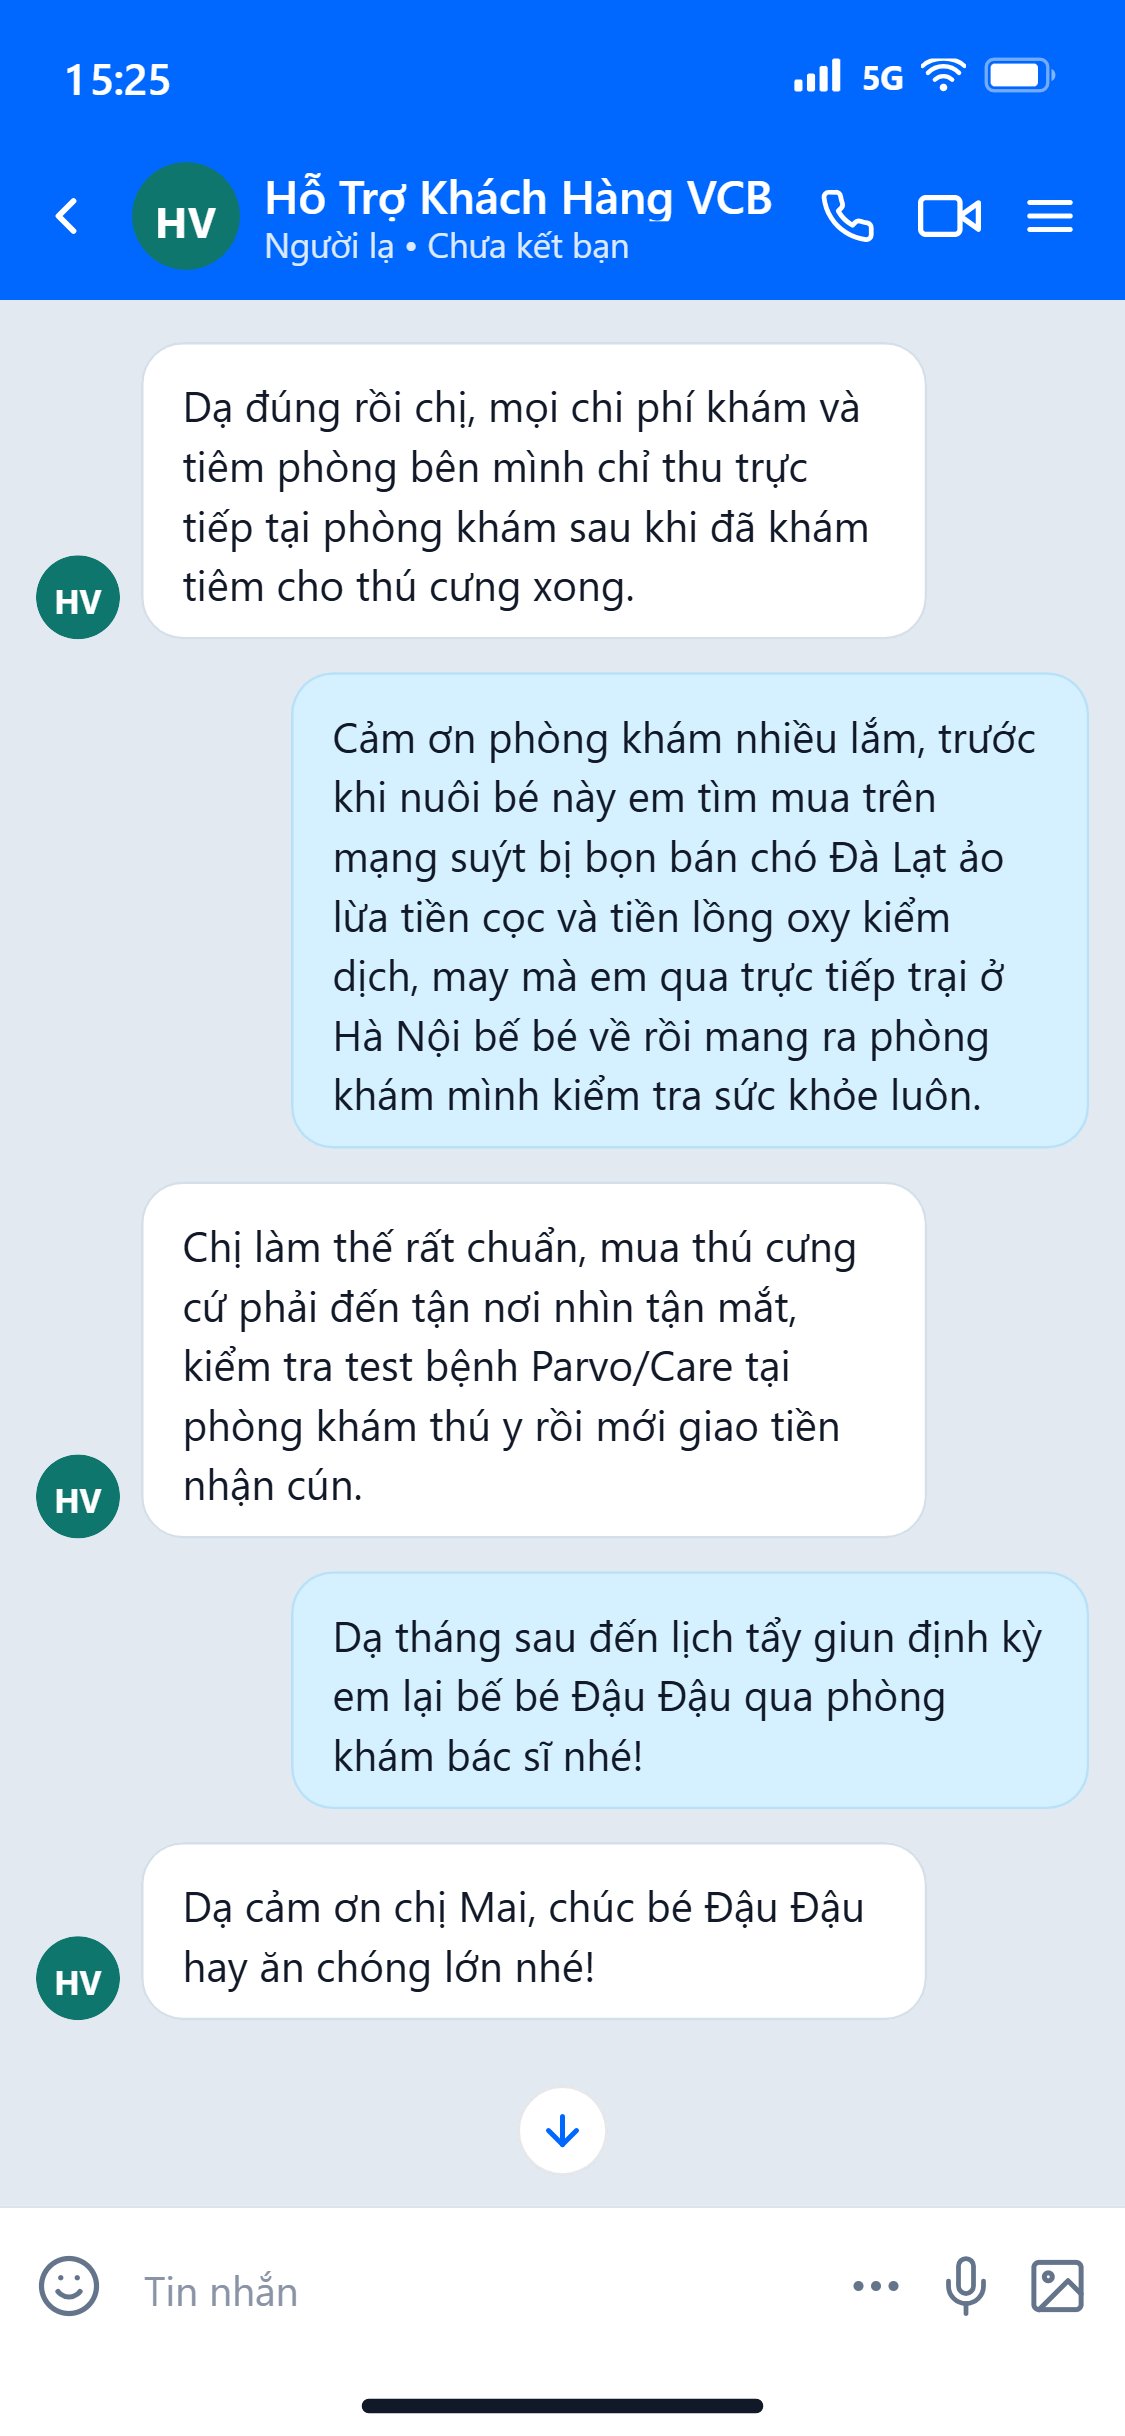 15:25
5G
HV
Hỗ Trợ Khách Hàng VCB
Người lạ • Chưa kết bạn
Dạ đúng rồi chị, mọi chi phí khám và
tiêm phòng bên mình chỉ thu trực
tiếp tại phòng khám sau khi đã khám
tiêm cho thú cưng xong.
HV
Cảm ơn phòng khám nhiều lắm, trước
khi nuôi bé này em tìm mua trên
mạng suýt bị bọn bán chó Đà Lạt ảo
lừa tiền cọc và tiền lồng oxy kiểm
dịch, may mà em qua trực tiếp trại ở
Hà Nội bế bé về rồi mang ra phòng
khám mình kiểm tra sức khỏe luôn.
Chị làm thế rất chuẩn, mua thú cưng
cứ phải đến tận nơi nhìn tận mắt,
kiểm tra test bệnh Parvo/Care tại
phòng khám thú y rồi mới giao tiền
nhận cún.
HV
Dạ tháng sau đến lịch tẩy giun định kỳ
em lại bế bé Đậu Đậu qua phòng
khám bác sĩ nhé!
Dạ cảm ơn chị Mai, chúc bé Đậu Đậu
hay ăn chóng lớn nhé!
HV
Tin nhắn